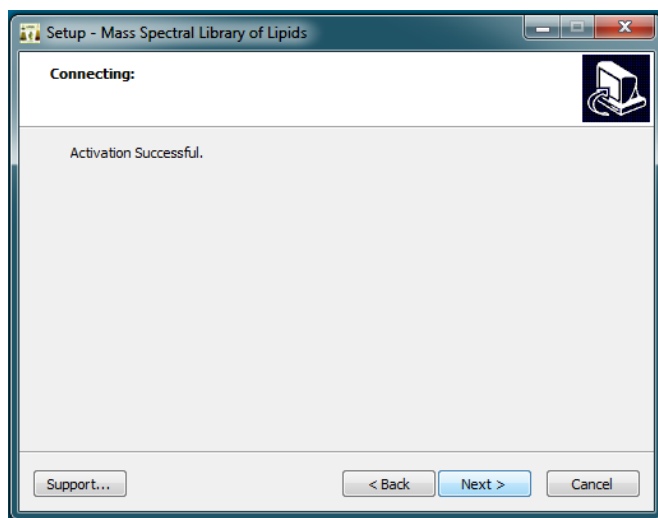 Setup - Mass Spectral Library of Lipids
Connecting:
Activation Successful.
Support...
< Back
Next >
Cancel